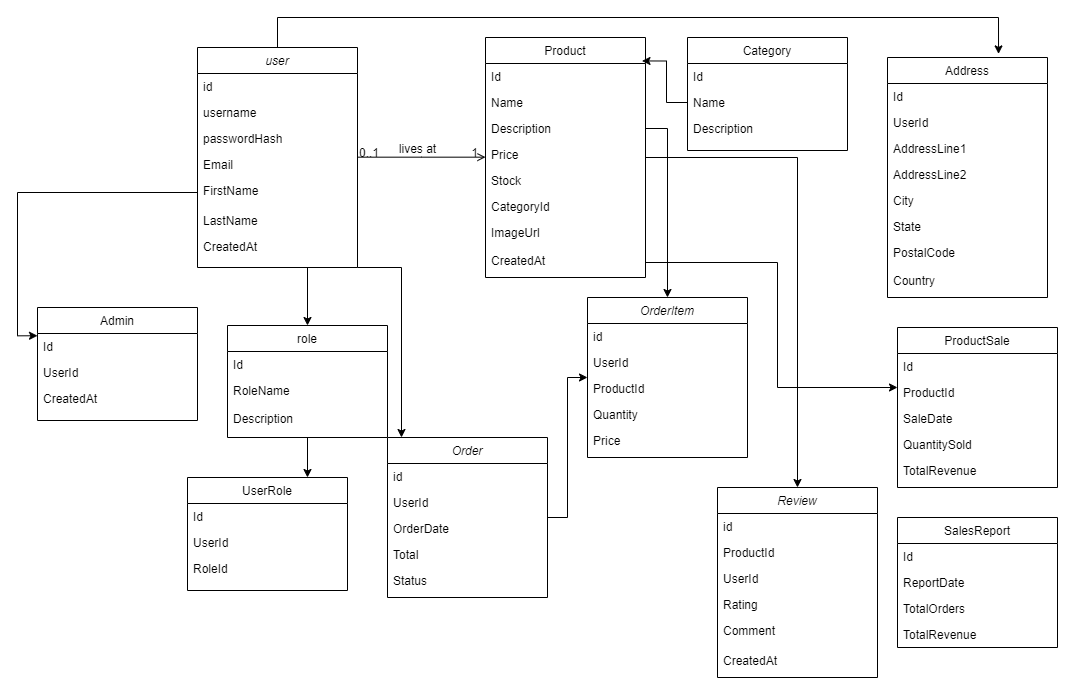 user
id
username
passwordHash
Email
FirstName
LastName
CreatedAt
0..1
lives at
1
Product
Id
Name
Description
Price
Stock
CategoryId
ImageUrl
CreatedAt
Category
Id
Name
Description
Address
Id
UserId
AddressLine1
AddressLine2
City
State
PostalCode
Country
Admin
Id
UserId
CreatedAt
role
Id
RoleName
Description
OrderItem
id
UserId
ProductId
Quantity
Price
ProductSale
Id
ProductId
SaleDate
QuantitySold
TotalRevenue
UserRole
Id
UserId
RoleId
Order
id
UserId
OrderDate
Total
Status
Review
id
ProductId
UserId
Rating
Comment
CreatedAt
SalesReport
Id
ReportDate
TotalOrders
TotalRevenue